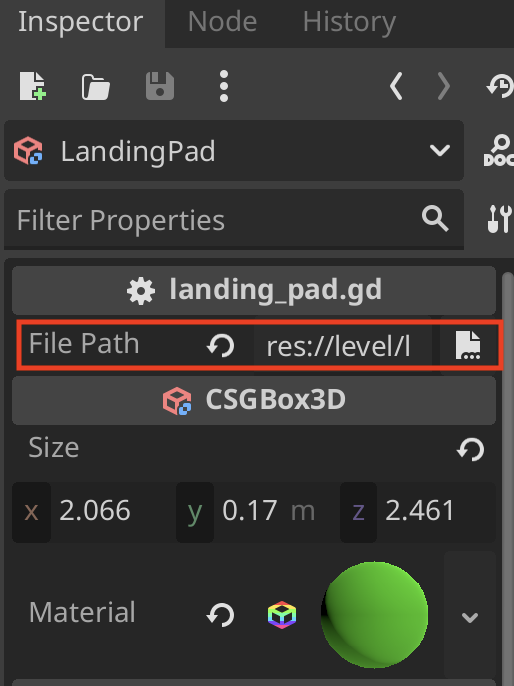 Inspector Node History
LandingPad
DOC
Filter Properties
landing_pad.gd
File Path res://level/l
CSGBox3D
Size
x 2.066 y 0.17 m z 2.461
Material